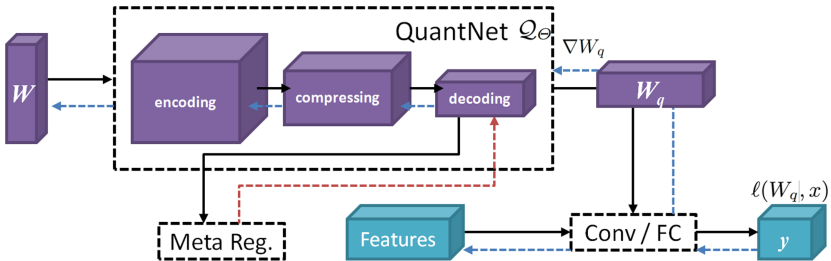 QuantNet 𝒬_Θ
∇W_q
W
encoding
compressing
decoding
W_q
ℓ(W_q|, x)
Meta Reg.
Features
Conv / FC
y